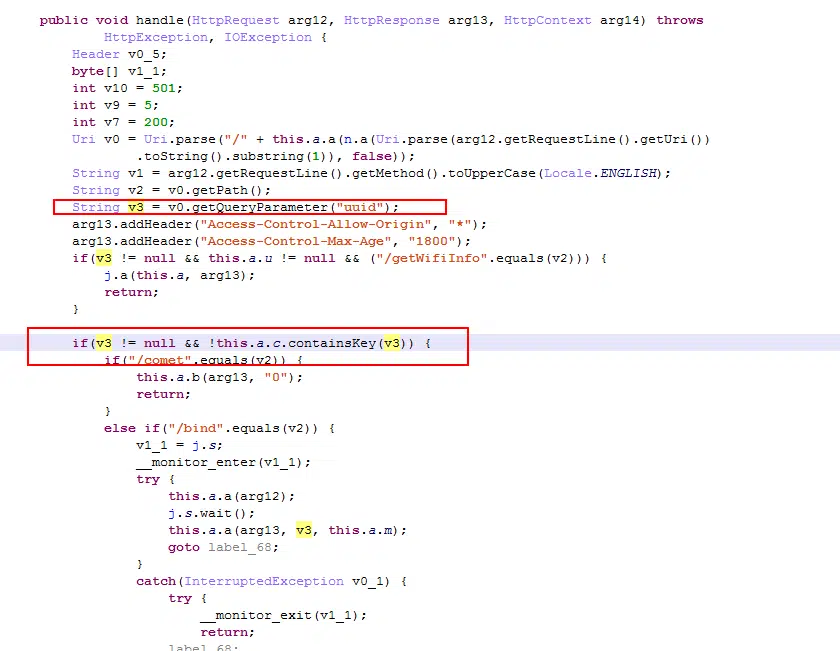 public void handle(HttpRequest arg12, HttpResponse arg13, HttpContext arg14) throws
HttpException, IOException {
Header v0_5;
byte[] v1_1;
int v10 = 501;
int v9 = 5;
int v7 = 200;
Uri v0 = Uri.parse("/" + this.a.a(n.a(Uri.parse(arg12.getRequestLine().getUri())
.toString().substring(1)), false));
String v1 = arg12.getRequestLine().getMethod().toUpperCase(Locale.ENGLISH);
String v2 = v0.getPath();
String v3 = v0.getQueryParameter("uuid");
arg13.addHeader("Access-Control-Allow-Origin", "*");
arg13.addHeader("Access-Control-Max-Age", "1800");
if(v3 != null && this.a.u != null && ("/getWifiInfo".equals(v2))) {
j.a(this.a, arg13);
return;
}
if(v3 != null && !this.a.c.containsKey(v3)) {
if("/comet".equals(v2)) {
this.a.b(arg13, "0");
return;
}
else if("/bind".equals(v2)) {
v1_1 = j.s;
__monitor_enter(v1_1);
try {
this.a.a(arg12);
j.s.wait();
this.a.a(arg13, v3, this.a.m);
goto label_68;
}
catch(InterruptedException v0_1) {
try {
__monitor_exit(v1_1);
return;
label_68: